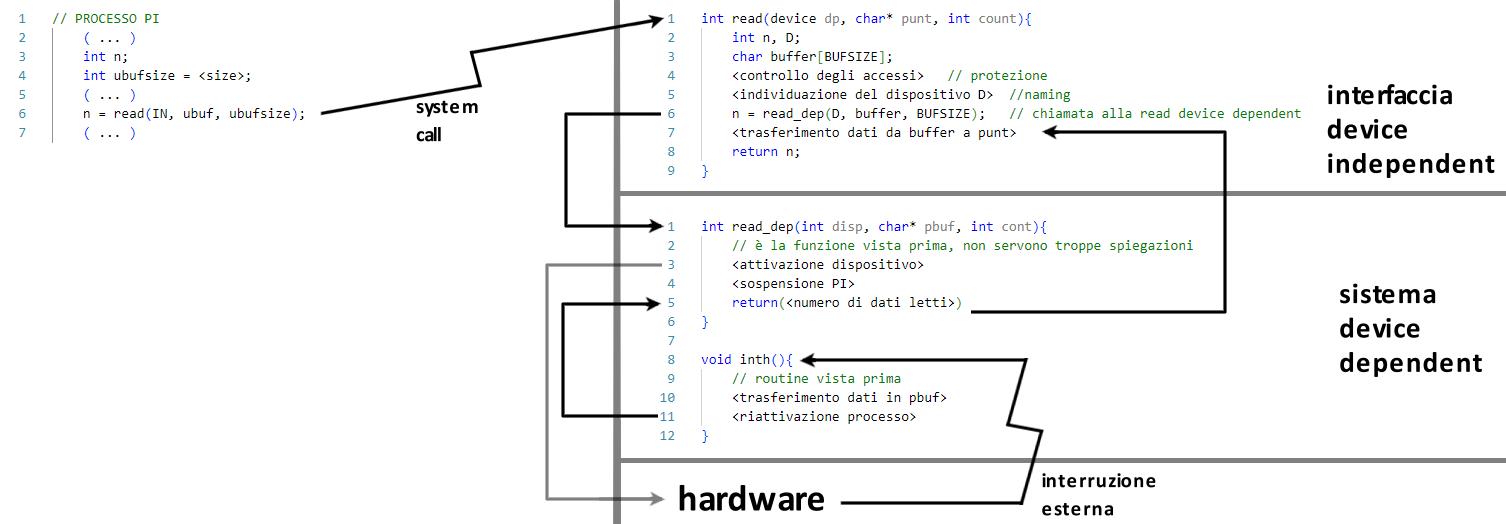 1 // PROCESSO PI
2 ( ... )
3 int n;
4 int ubufsize = <size>;
5 ( ... )
6 n = read(IN, ubuf, ubufsize);
7 ( ... )
system
call
1 int read(device dp, char* punt, int count){
2 int n, D;
3 char buffer[BUFSIZE];
4 <controllo degli accessi> // protezione
5 <individuazione del dispositivo D> //naming
6 n = read_dep(D, buffer, BUFSIZE); // chiamata alla read device dependent
7 <trasferimento dati da buffer a punt>
8 return n;
9 }
interfaccia
device
independent
1 int read_dep(int disp, char* pbuf, int cont){
2 // è la funzione vista prima, non servono troppe spiegazioni
3 <attivazione dispositivo>
4 <sospensione PI>
5 return(<numero di dati letti>)
6 }
7
8 void inth(){
9 // routine vista prima
10 <trasferimento dati in pbuf>
11 <riattivazione processo>
12 }
sistema
device
dependent
hardware
interruzione
esterna